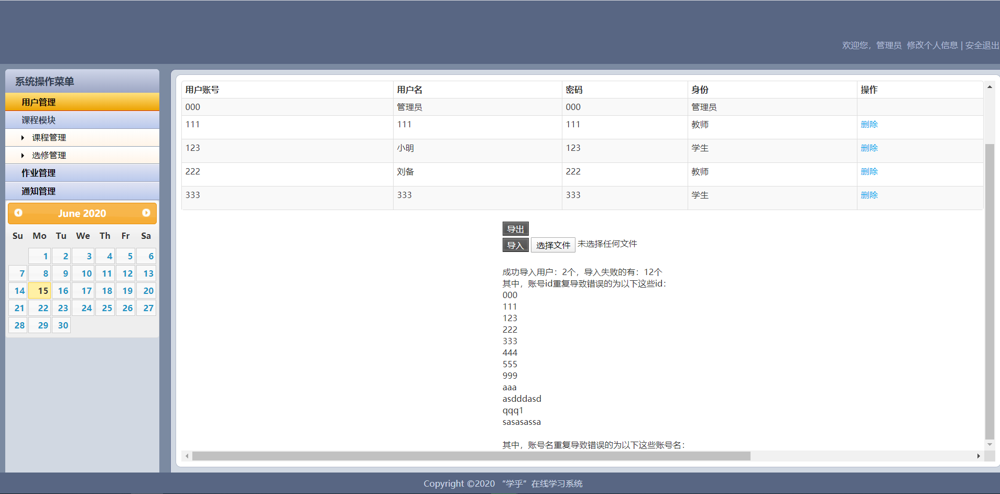 欢迎您，管理员 修改个人信息 | 安全退出
系统操作菜单
用户管理
课程模块
课程管理
选修管理
作业管理
通知管理
June 2020
Su Mo Tu We Th Fr Sa
1 2 3 4 5 6
7 8 9 10 11 12 13
14 15 16 17 18 19 20
21 22 23 24 25 26 27
28 29 30
用户账号 用户名 密码 身份 操作
000 管理员 000 管理员
111 111 111 教师 删除
123 小明 123 学生 删除
222 刘备 222 教师 删除
333 333 333 学生 删除
导出
导入 选择文件 未选择任何文件
成功导入用户：2个，导入失败的有：12个
其中，账号id重复导致错误的为以下这些id：
000
111
123
222
333
444
555
999
aaa
asdddasd
qqq1
sasasassa
其中，账号名重复导致错误的为以下这些账号名：
Copyright ©2020 “学乎”在线学习系统